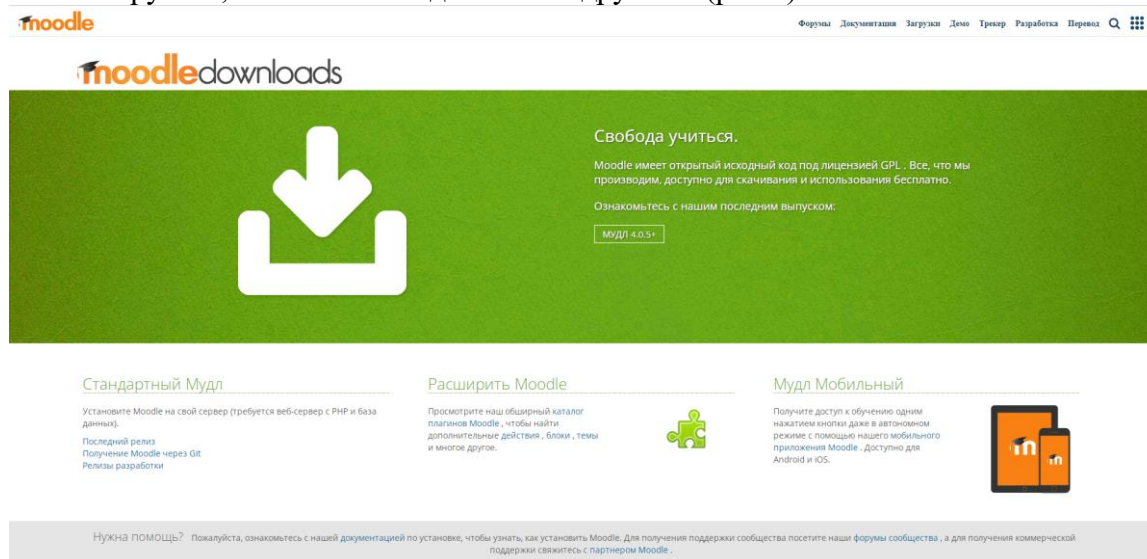 moodle
Форумы Документация Загрузки Демо Трекер Разработка Перевод
moodledownloads
Свобода учиться.
Moodle имеет открытый исходный код под лицензией GPL . Все, что мы
производим, доступно для скачивания и использования бесплатно.
Ознакомьтесь с нашим последним выпуском:
МУДЛ 4.0.5+
Стандартный Мудл
Установите Moodle на свой сервер (требуется веб-сервер с PHP и база
данных).
Последний релиз
Получение Moodle через Git
Релизы разработки
Расширить Moodle
Просмотрите наш обширный каталог
плагинов Moodle , чтобы найти
дополнительные действия , блоки , темы
и многое другое.
Мудл Мобильный
Получите доступ к обучению одним
нажатием кнопки даже в автономном
режиме с помощью нашего мобильного
приложения Moodle . Доступно для
Android и iOS.
m
m
Нужна помощь? Пожалуйста, ознакомьтесь с нашей документацией по установке, чтобы узнать, как установить Moodle. Для получения поддержки сообщества посетите наши форумы сообщества , а для получения коммерческой
поддержки свяжитесь с партнером Moodle .